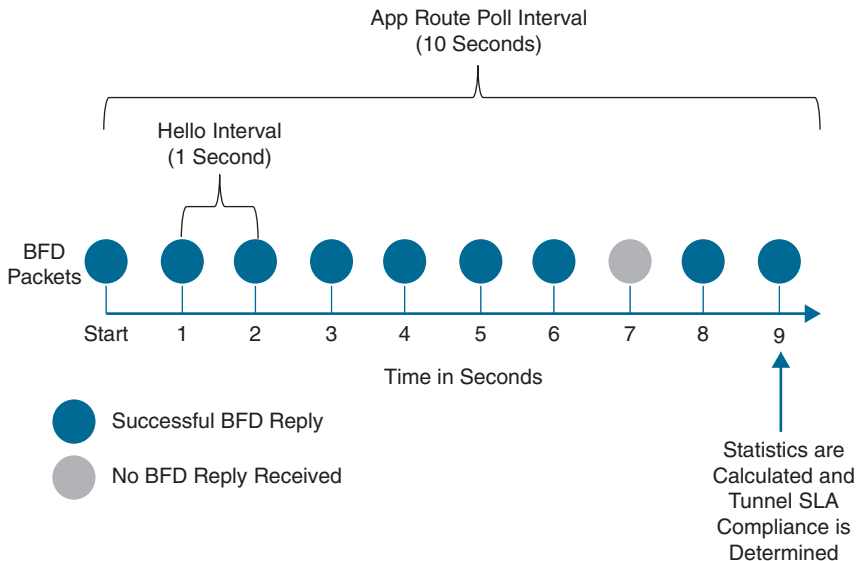 App Route Poll Interval
(10 Seconds)
Hello Interval
(1 Second)
BFD
Packets
Start 1 2 3 4 5 6 7 8 9
Time in Seconds
Successful BFD Reply
No BFD Reply Received
Statistics are
Calculated and
Tunnel SLA
Compliance is
Determined